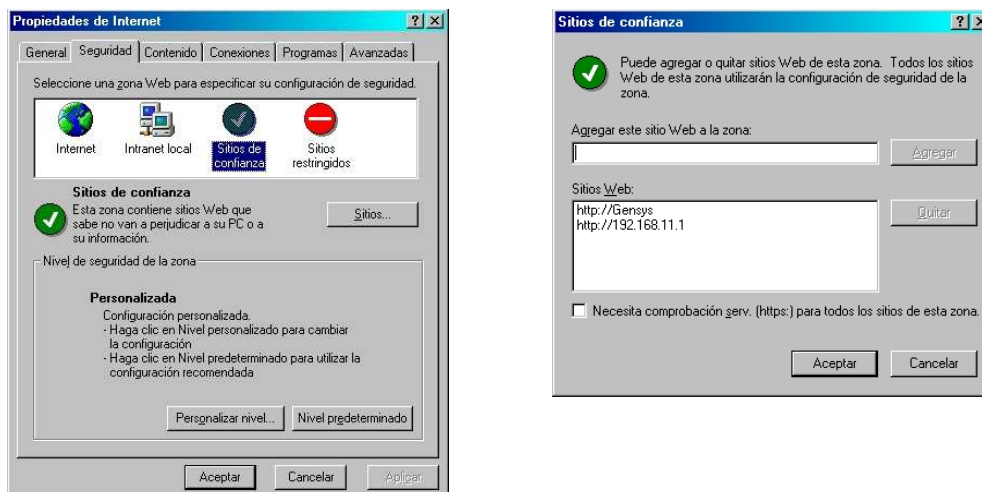 Propiedades de Internet
General Seguridad Contenido Conexiones Programas Avanzadas
Seleccione una zona Web para especificar su configuración de seguridad.
Internet
Intranet local
Sitios de
confianza
Sitios
restringidos
Sitios de confianza
Esta zona contiene sitios Web que
sabe no van a perjudicar a su PC o a
su información.
Sitios...
Nivel de seguridad de la zona
Personalizada
Configuración personalizada.
- Haga clic en Nivel personalizado para cambiar
la configuración
- Haga clic en Nivel predeterminado para utilizar la
configuración recomendada
Personalizar nivel... Nivel predeterminado
Aceptar Cancelar Aplicar
Sitios de confianza
Puede agregar o quitar sitios Web de esta zona. Todos los sitios
Web de esta zona utilizarán la configuración de seguridad de la
zona.
Agregar este sitio Web a la zona:
Agregar
Sitios Web:
http://Gensys
http://192.168.11.1
Quitar
Necesita comprobación serv. (https:) para todos los sitios de esta zona.
Aceptar Cancelar